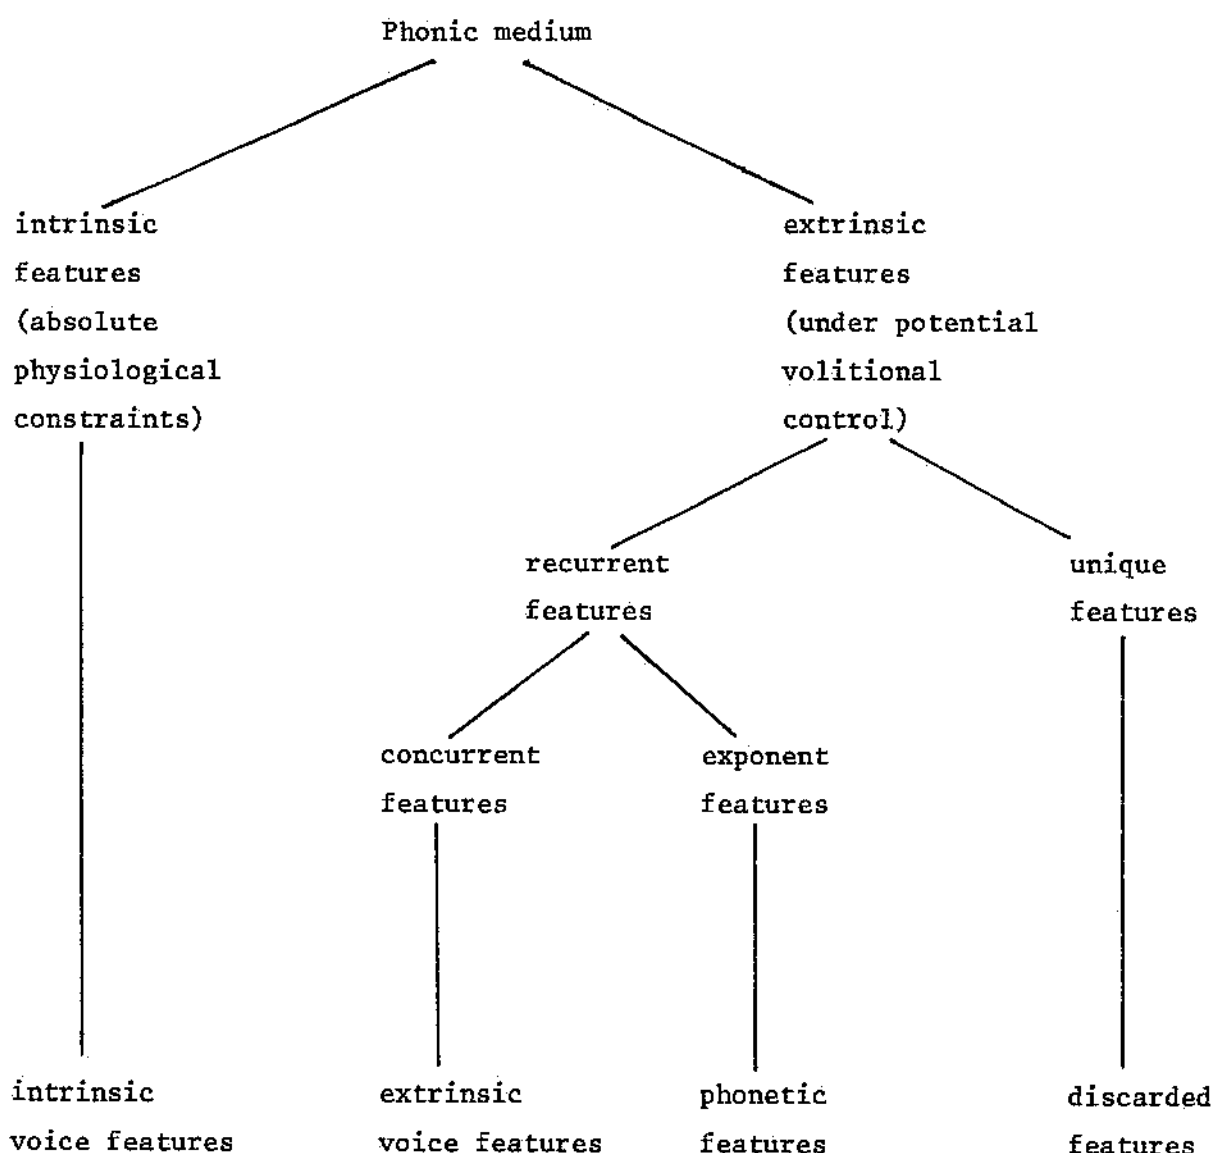 Phonic medium
intrinsic
features
(absolute
physiological
constraints)
extrinsic
features
(under potential
volitional
control)
recurrent
features
unique
features
concurrent
features
exponent
features
intrinsic
voice features
extrinsic
voice features
phonetic
features
discarded
features